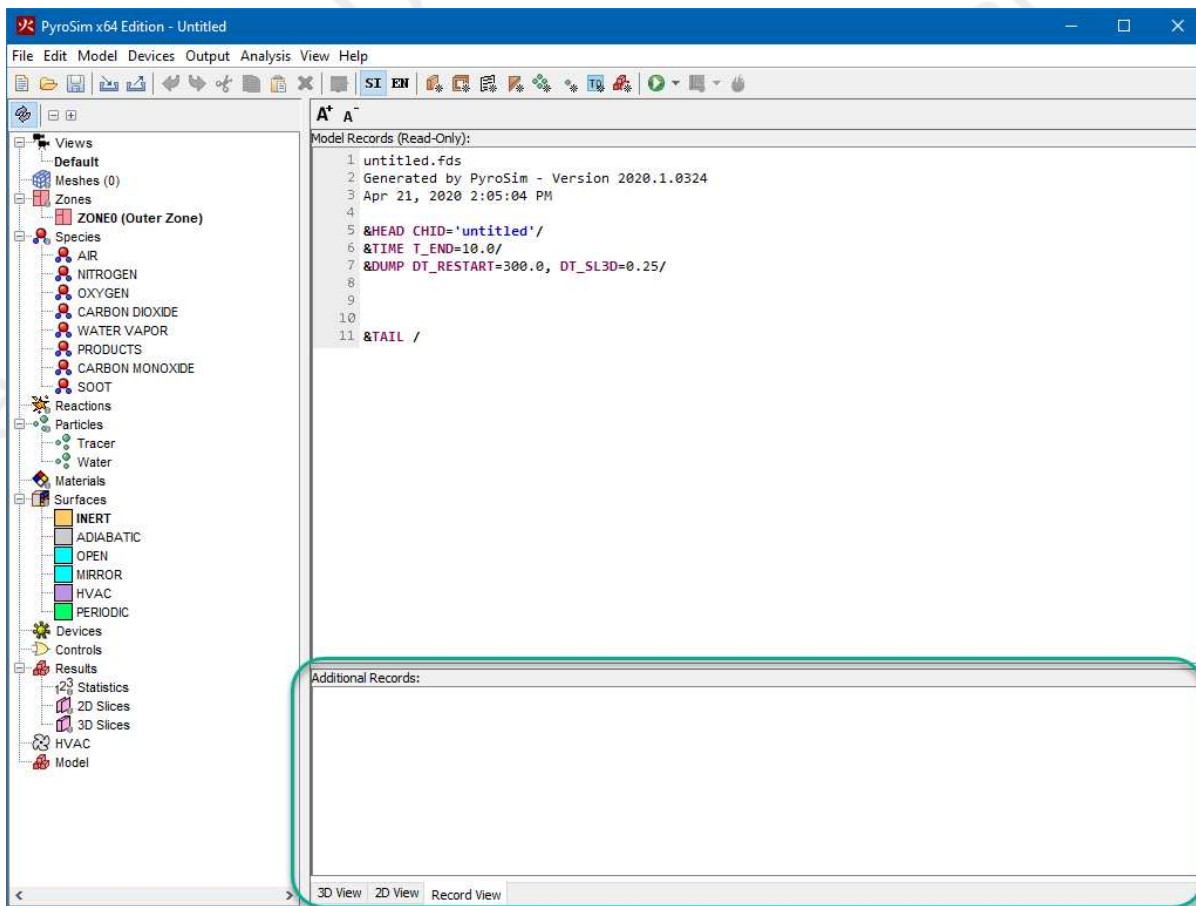 PyroSim x64 Edition - Untitled
File Edit Model Devices Output Analysis View Help
SI EN
A+ A-
Views
Default
Meshes (0)
Zones
ZONE0 (Outer Zone)
Species
AIR
NITROGEN
OXYGEN
CARBON DIOXIDE
WATER VAPOR
PRODUCTS
CARBON MONOXIDE
SOOT
Reactions
Particles
Tracer
Water
Materials
Surfaces
INERT
ADIABATIC
OPEN
MIRROR
HVAC
PERIODIC
Devices
Controls
Results
Statistics
2D Slices
3D Slices
HVAC
Model
Model Records (Read-Only):
1 untitled.fds
2 Generated by PyroSim - Version 2020.1.0324
3 Apr 21, 2020 2:05:04 PM
4
5 &HEAD CHID='untitled'/
6 &TIME T_END=10.0/
7 &DUMP DT_RESTART=300.0, DT_SL3D=0.25/
8
9
10
11 &TAIL /
Additional Records:
3D View 2D View Record View